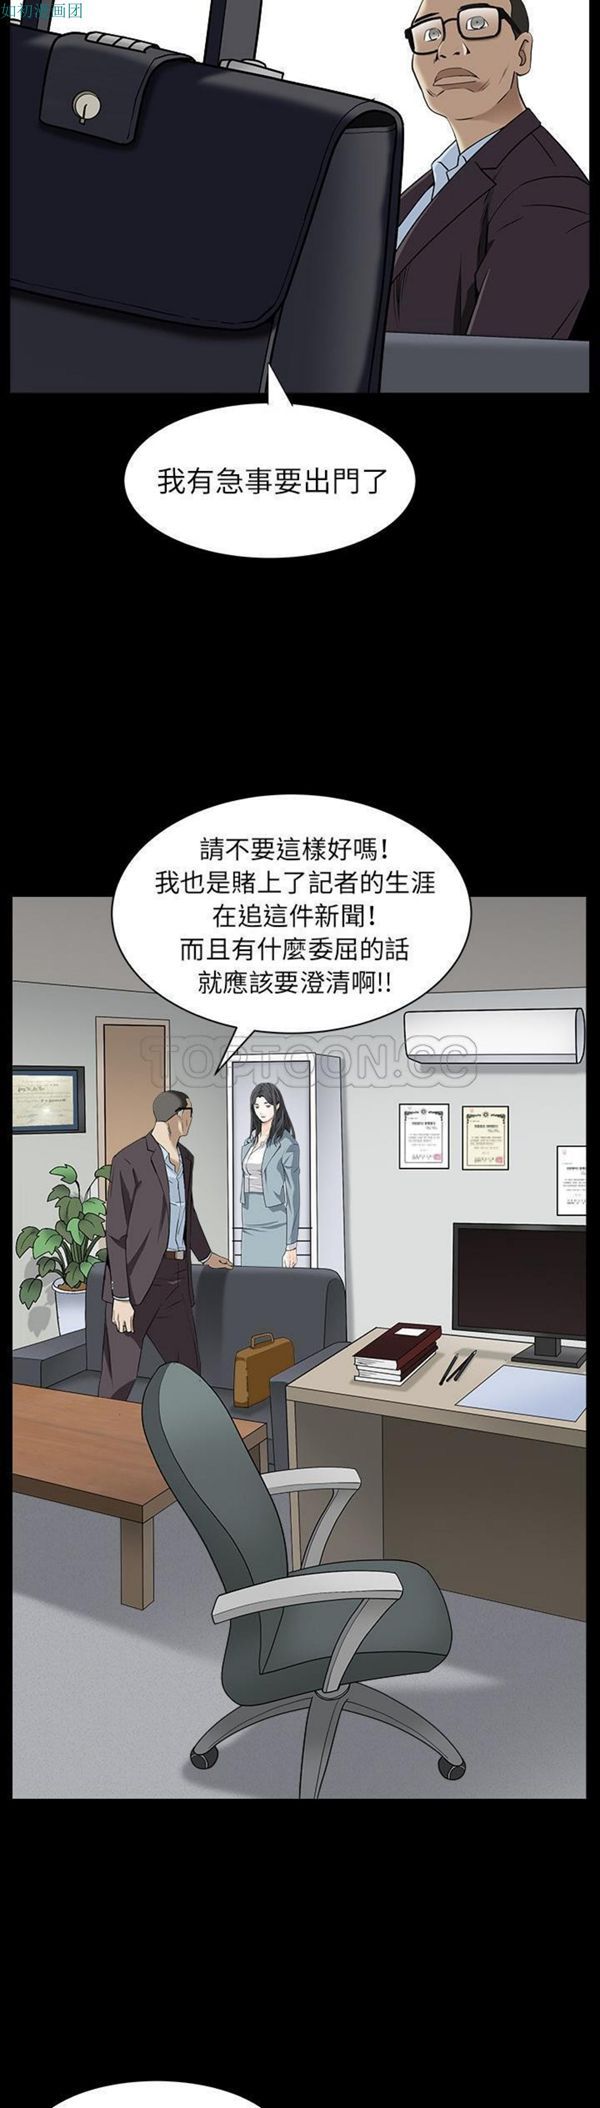 如初漫画团
我有急事要出門了
請不要這樣好嗎！
我也是賭上了記者的生涯
在追這件新聞！
而且有什麼委屈的話
就應該要澄清啊!!
TOPTOON.CC